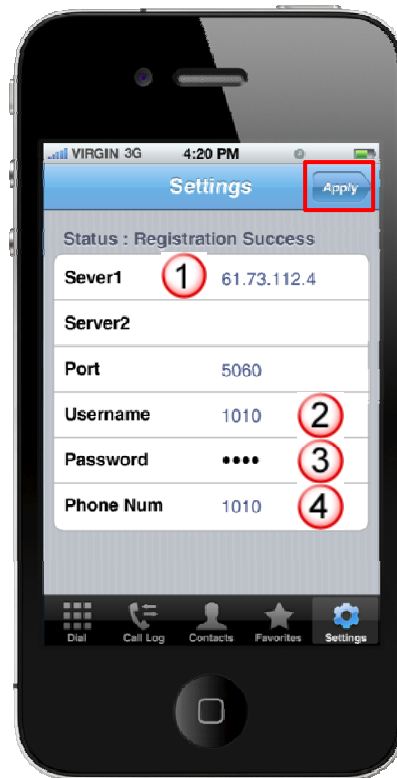 VIRGIN 3G 4:20 PM
Settings Apply
Status : Registration Success
Sever1 ① 61.73.112.4
Server2
Port 5060
Username 1010 ②
Password •••• ③
Phone Num 1010 ④
Dial Call Log Contacts Favorites Settings